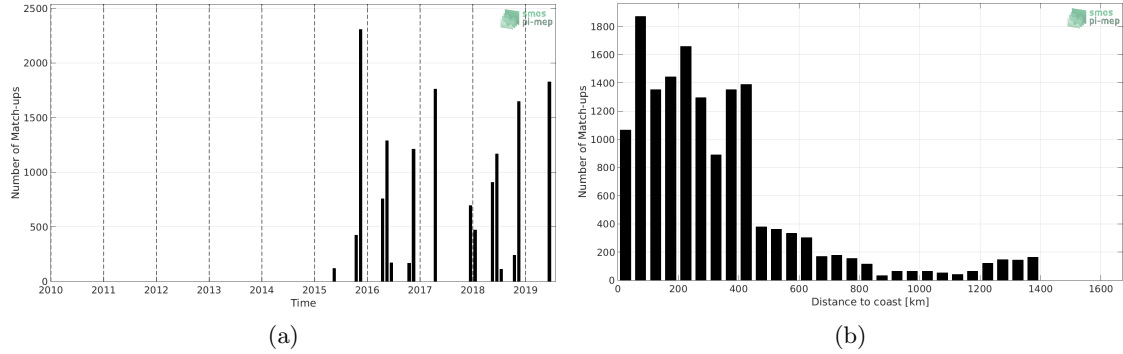 2500
2000
1500
1000
500
0
Number of Match-ups
2010 2011 2012 2013 2014 2015 2016 2017 2018 2019
Time
smos
pi-mep
(a)
1800
1600
1400
1200
1000
800
600
400
200
0
Number of Match-ups
0 200 400 600 800 1000 1200 1400 1600
Distance to coast [km]
smos
pi-mep
(b)